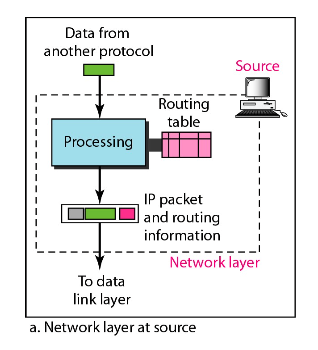 Data from
another protocol
Source
Routing
table
Processing
IP packet
and routing
information
Network layer
To data
link layer
a. Network layer at source